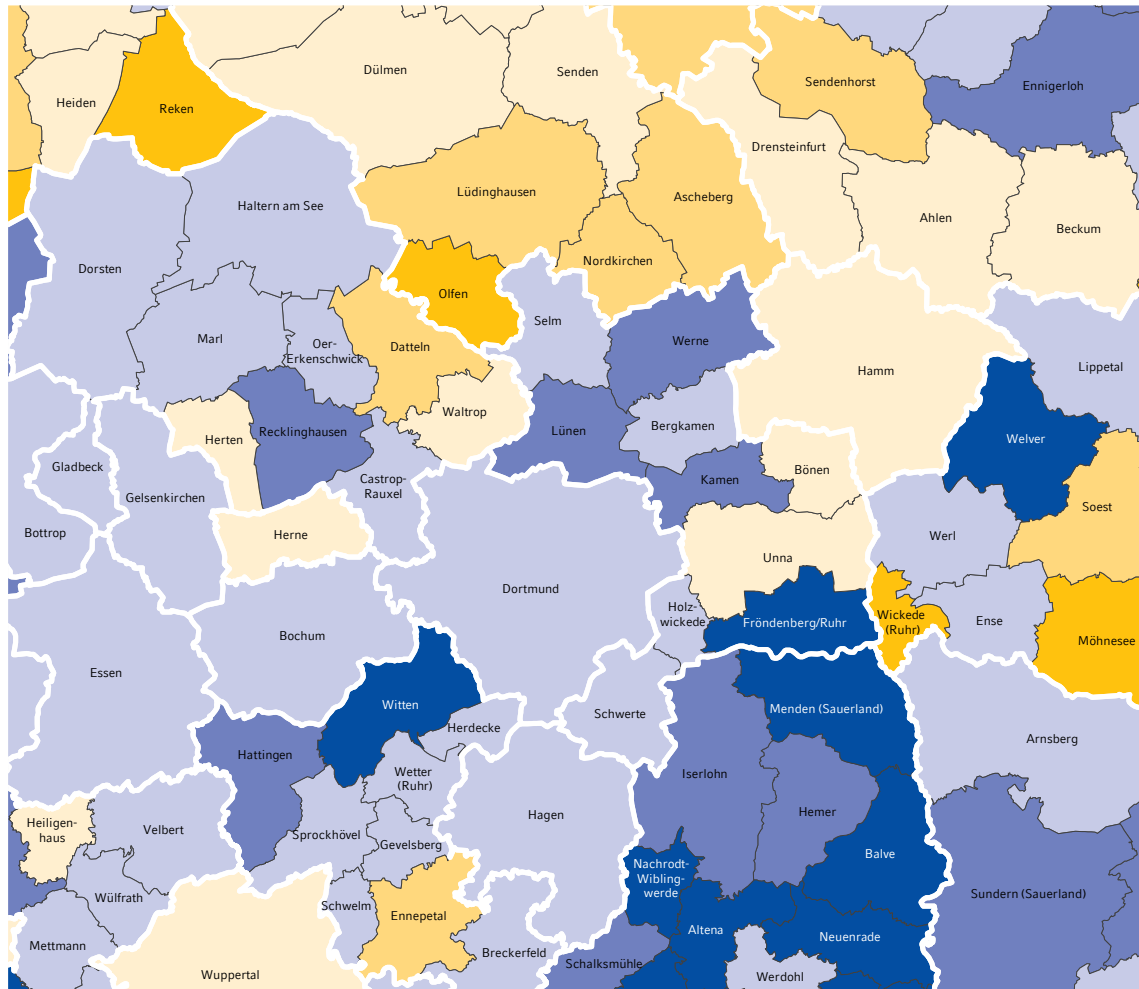 Dülmen
Senden
Sendenhorst
Ennigerloh
Heiden
Reken
Drensteinfurt
Lüdinghausen
Ascheberg
Haltern am See
Ahlen
Beckum
Dorsten
Nordkirchen
Olfen
Selm
Marl
Oer-
Erkenschwick
Datteln
Werne
Hamm
Lippetal
Waltrop
Herten
Recklinghausen
Lünen
Bergkamen
Welver
Gladbeck
Gelsenkirchen
Castrop-
Rauxel
Kamen
Bönen
Soest
Bottrop
Herne
Werl
Unna
Dortmund
Holz-
wickede
Fröndenberg/Ruhr
Wickede
(Ruhr)
Ense
Möhnesee
Bochum
Essen
Witten
Schwerte
Menden (Sauerland)
Herdecke
Arnsberg
Hattingen
Wetter
(Ruhr)
Iserlohn
Hemer
Heiligen-
haus
Velbert
Sprockhövel
Gevelsberg
Hagen
Balve
Nachrodt-
Wibling-
werde
Wülfrath
Schwelm
Ennepetal
Sundern (Sauerland)
Mettmann
Breckerfeld
Altena
Neuenrade
Wuppertal
Schalksmühle
Werdohl